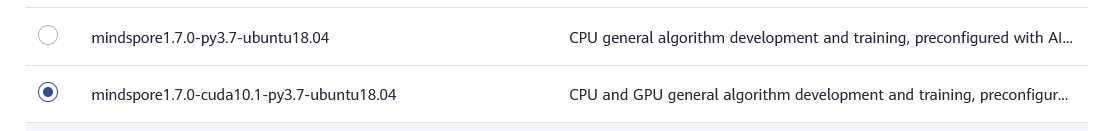 mindspore1.7.0-py3.7-ubuntu18.04 CPU general algorithm development and training, preconfigured with AI...
mindspore1.7.0-cuda10.1-py3.7-ubuntu18.04 CPU and GPU general algorithm development and training, preconfigur...